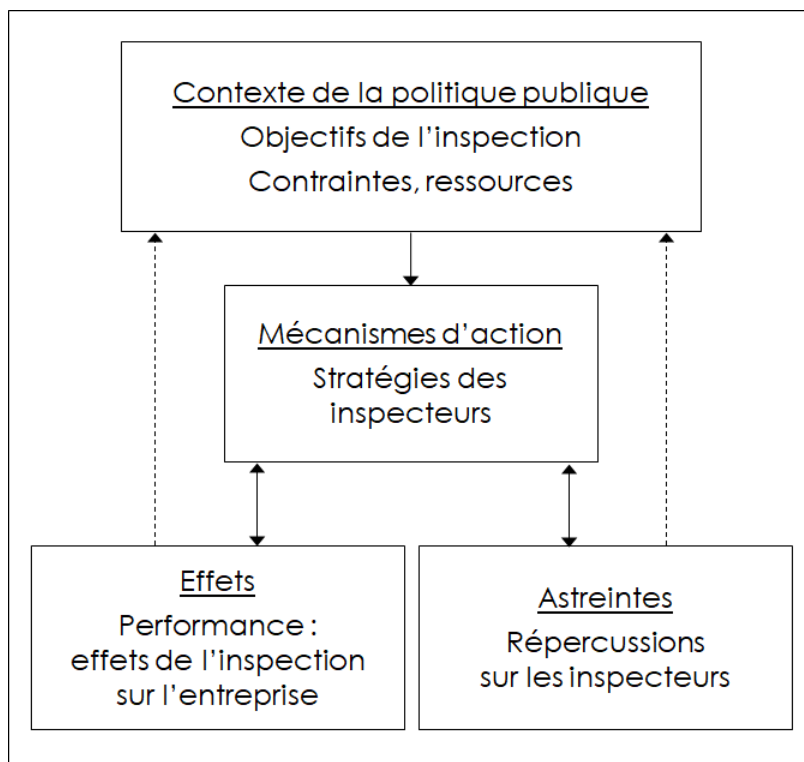 Contexte de la politique publique
Objectifs de l’inspection
Contraintes, ressources
Mécanismes d’action
Stratégies des
inspecteurs
Effets
Performance :
effets de l’inspection
sur l’entreprise
Astreintes
Répercussions
sur les inspecteurs